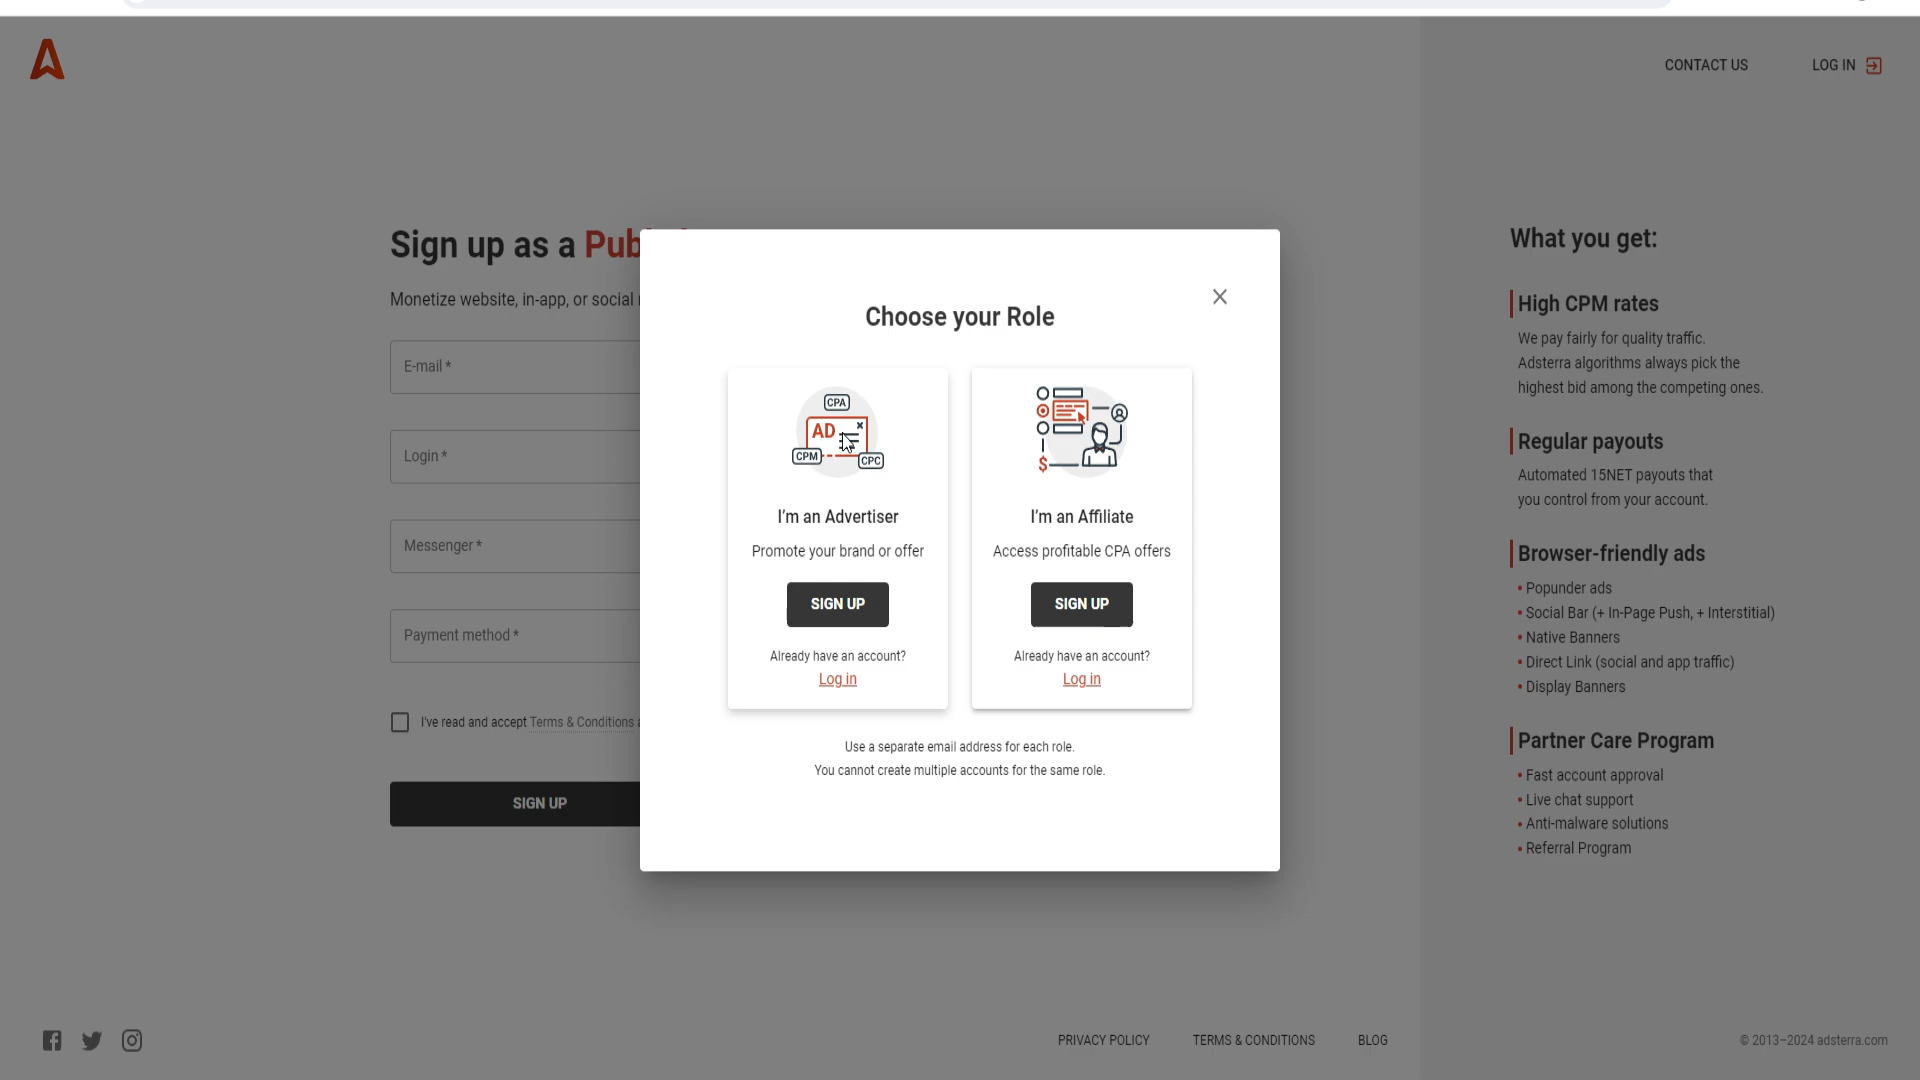 CONTACT US
LOG IN
Sign up as a
Monetize website, in-app, or social
E-mail *
Login *
Messenger *
Payment method *
I've read and accept Terms & Conditions
SIGN UP
Choose your Role
CPA
AD
CPM
CPC
I'm an Advertiser
Promote your brand or offer
SIGN UP
Already have an account?
Log in
$
I'm an Affiliate
Access profitable CPA offers
SIGN UP
Already have an account?
Log in
Use a separate email address for each role.
You cannot create multiple accounts for the same role.
What you get:
High CPM rates
We pay fairly for quality traffic.
Adsterra algorithms always pick the
highest bid among the competing ones.
Regular payouts
Automated 15NET payouts that
you control from your account.
Browser-friendly ads
• Popunder ads
• Social Bar (+ In-Page Push, + Interstitial)
• Native Banners
• Direct Link (social and app traffic)
• Display Banners
Partner Care Program
• Fast account approval
• Live chat support
• Anti-malware solutions
• Referral Program
PRIVACY POLICY
TERMS & CONDITIONS
BLOG
© 2013–2024 adsterra.com